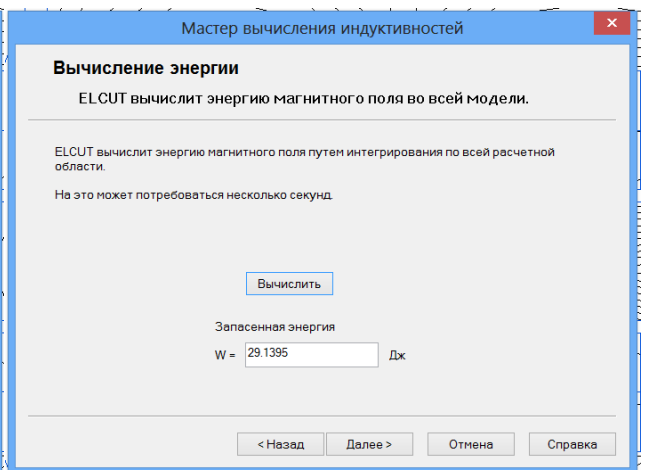 Мастер вычисления индуктивностей
Вычисление энергии
ELCUT вычислит энергию магнитного поля во всей модели.
ELCUT вычислит энергию магнитного поля путем интегрирования по всей расчетной
области.
На это может потребоваться несколько секунд.
Вычислить
Запасенная энергия
W = 29.1395 Дж
< Назад Далее > Отмена Справка